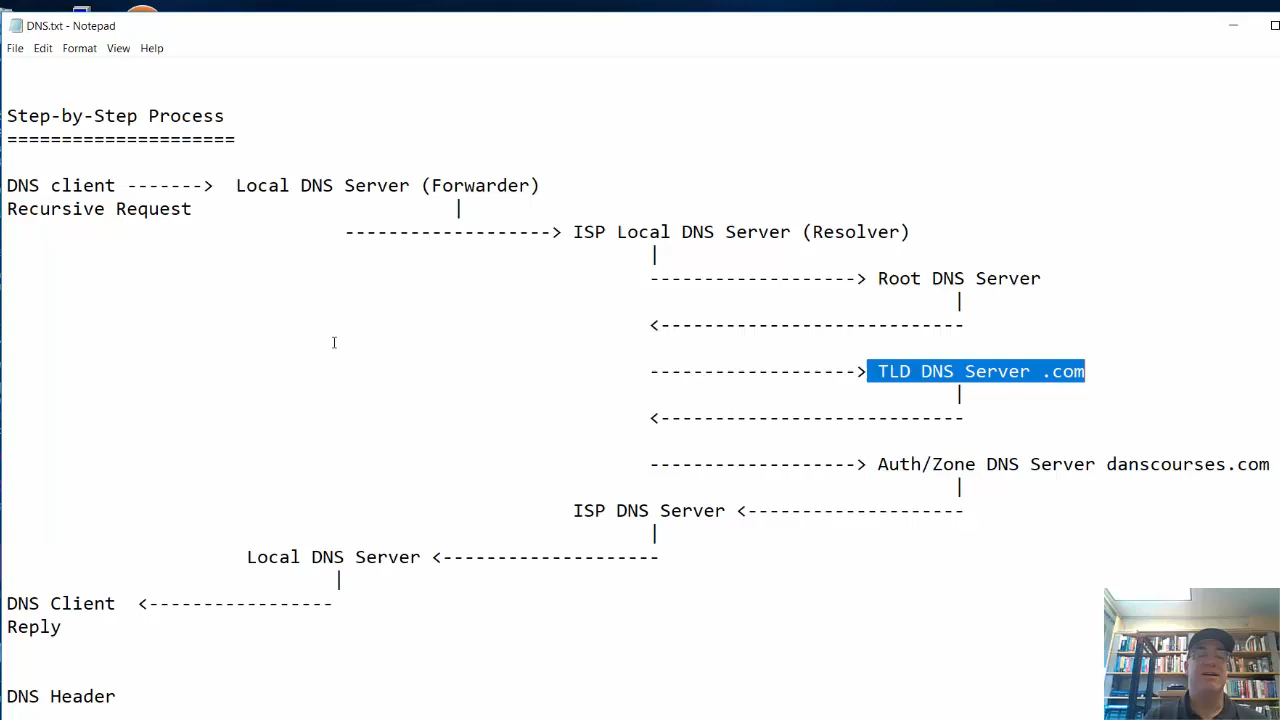 DNS.txt - Notepad
File Edit Format View Help
Step-by-Step Process
=====================
DNS client -------> Local DNS Server (Forwarder)
Recursive Request |
-------------------> ISP Local DNS Server (Resolver)
|
-------------------> Root DNS Server
|
<----------------------------
-------------------> TLD DNS Server .com
|
<----------------------------
-------------------> Auth/Zone DNS Server danscourses.com
|
ISP DNS Server <--------------------
|
Local DNS Server <--------------------
|
DNS Client <-----------------
Reply
DNS Header